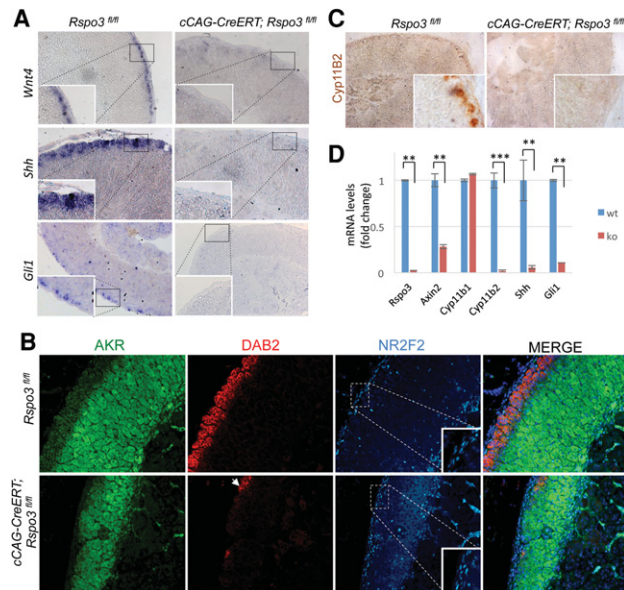 A
Rspo3 fl/fl
cCAG-CreERT; Rspo3 fl/fl
Wnt4
Shh
Gli1
C
Rspo3 fl/fl
cCAG-CreERT; Rspo3 fl/fl
Cyp11B2
D
mRNA levels
(fold change)
1
0.5
0
**
**
***
**
**
wt
ko
Rspo3
Axin2
Cyp11b1
Cyp11b2
Shh
Gli1
B
AKR
DAB2
NR2F2
MERGE
Rspo3 fl/fl
cCAG-CreERT;
Rspo3 fl/fl